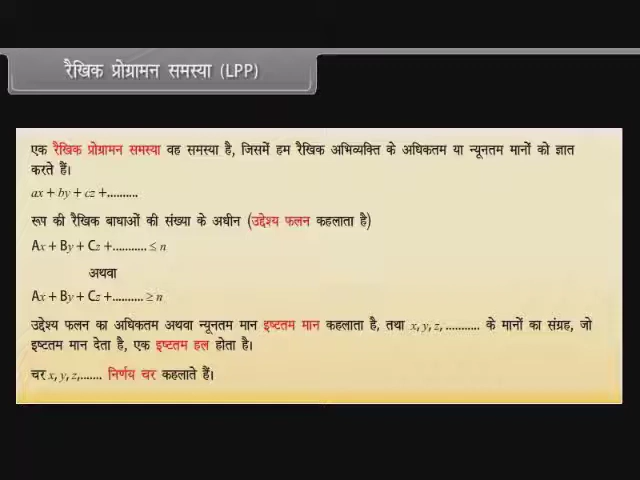 रैखिक प्रोग्रामन समस्या (LPP)
एक रैखिक प्रोग्रामन समस्या वह समस्या है, जिसमें हम रैखिक अभिव्यक्ति के अधिकतम या न्यूनतम मानों को ज्ञात
करते हैं।
ax + by + cz +..........
रूप की रैखिक बाधाओं की संख्या के अधीन (उद्देश्य फलन कहलाता है)
Ax + By + Cz +........... ≤ n
अथवा
Ax + By + Cz +.......... ≥ n
उद्देश्य फलन का अधिकतम अथवा न्यूनतम मान इष्टतम मान कहलाता है, तथा x, y, z, ........... के मानों का संग्रह, जो
इष्टतम मान देता है, एक इष्टतम हल होता है।
चर x, y, z,....... निर्णय चर कहलाते हैं।